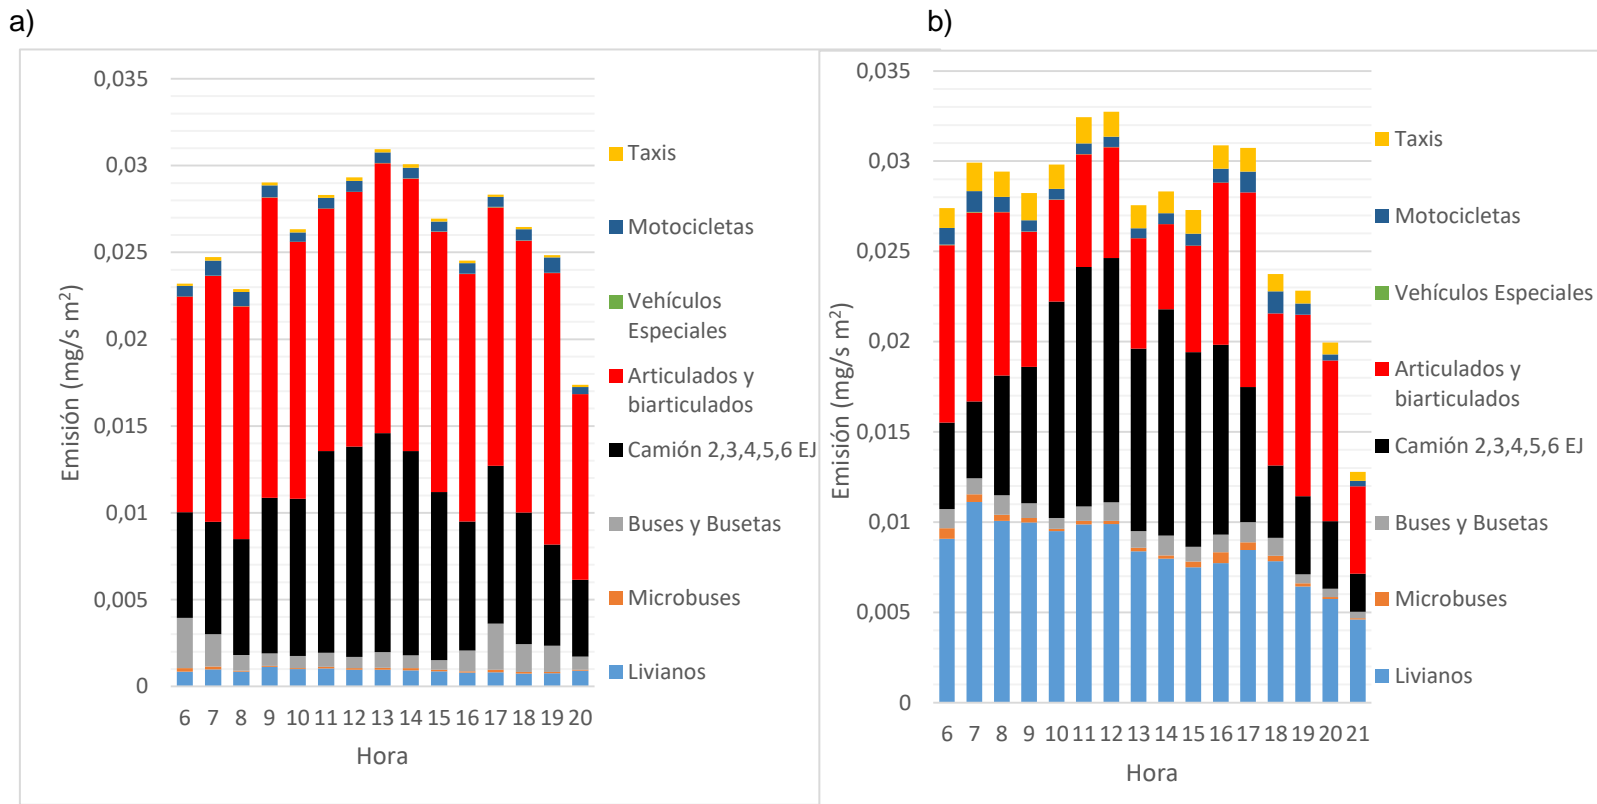 a)
Emisión (mg/s m²)
0,035
0,03
0,025
0,02
0,015
0,01
0,005
0
6 7 8 9 10 11 12 13 14 15 16 17 18 19 20
Hora
Taxis
Motocicletas
Vehículos
Especiales
Articulados y
biarticulados
Camión 2,3,4,5,6 EJ
Buses y Busetas
Microbuses
Livianos
b)
Emisión (mg/s m²)
0,035
0,03
0,025
0,02
0,015
0,01
0,005
0
6 7 8 9 10 11 12 13 14 15 16 17 18 19 20 21
Hora
Taxis
Motocicletas
Vehículos Especiales
Articulados y
biarticulados
Camión 2,3,4,5,6 EJ
Buses y Busetas
Microbuses
Livianos